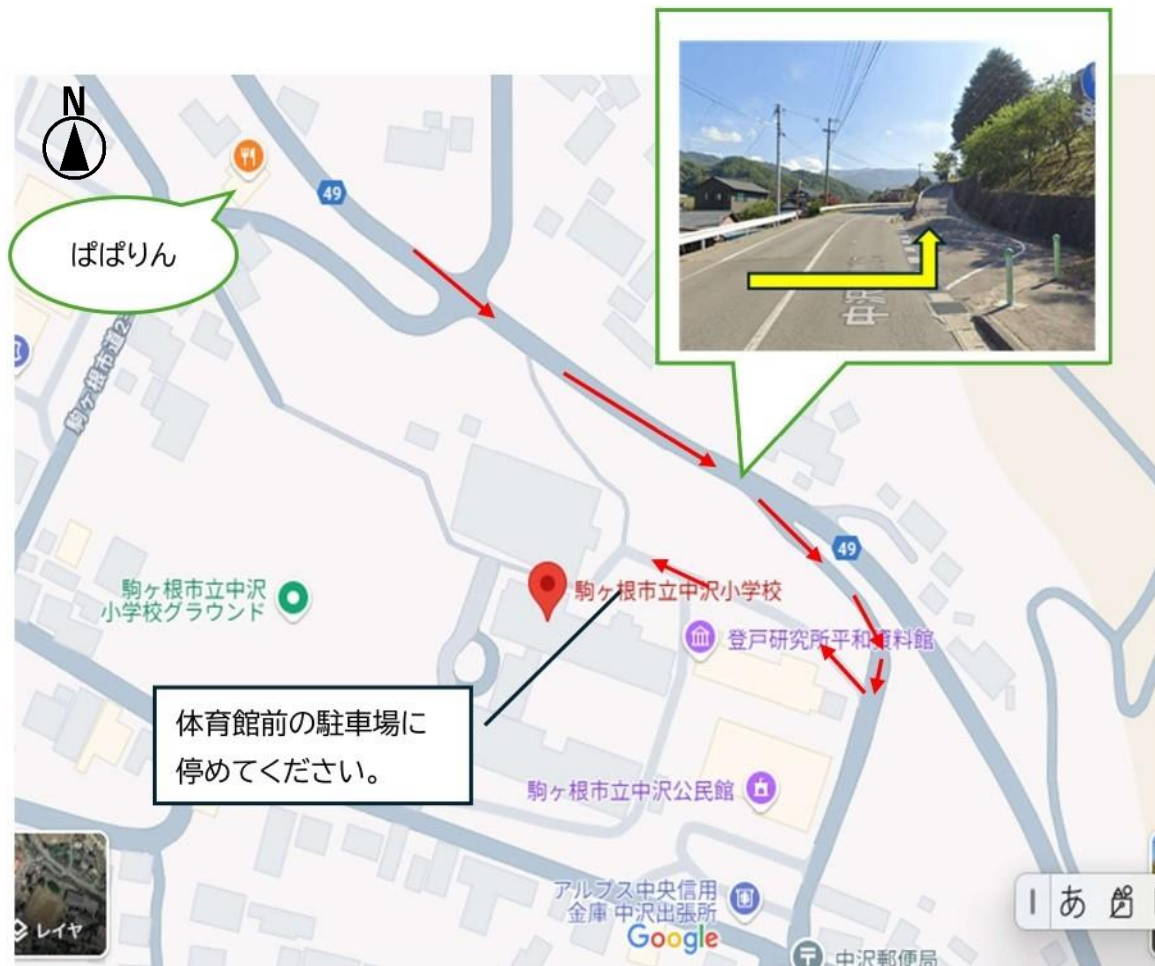 N
49
ぱぱりん
中沢
駒ヶ根市道2
49
駒ヶ根市立中沢
小学校グラウンド
駒ヶ根市立中沢小学校
登戸研究所平和資料館
体育館前の駐車場に
停めてください。
駒ヶ根市立中沢公民館
アルプス中央信用
金庫 中沢出張所
Google
中沢郵便局
レイヤ
あ